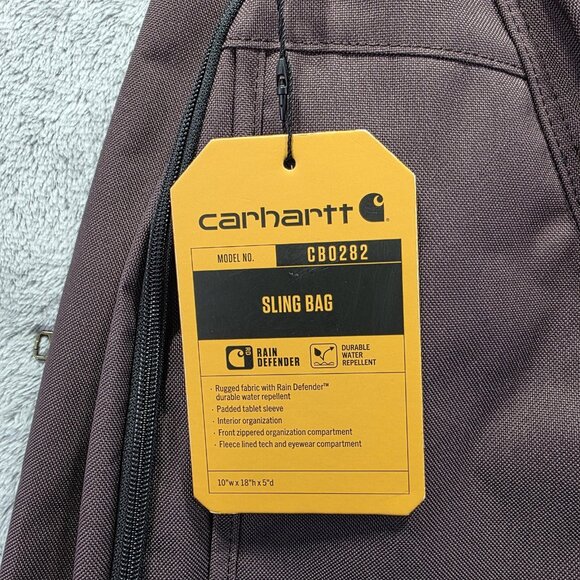 carhartt
MODEL NO. CB0282
SLING BAG
RAIN
DEFENDER
DURABLE
WATER
REPELLENT
· Rugged fabric with Rain Defender™
durable water repellent
· Padded tablet sleeve
· Interior organization
· Front zippered organization compartment
· Fleece lined tech and eyewear compartment
10"w x 18"h x 5"d